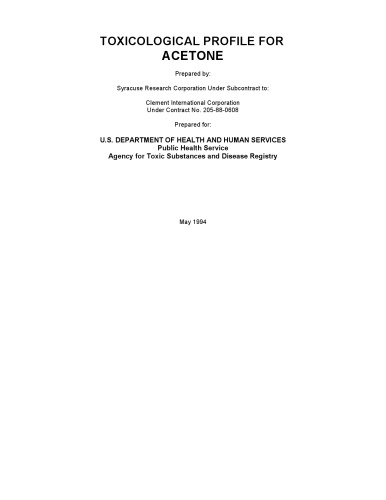 TOXICOLOGICAL PROFILE FOR
ACETONE
Prepared by:
Syracuse Research Corporation Under Subcontract to:
Clement International Corporation
Under Contract No. 205-88-0608
Prepared for:
U.S. DEPARTMENT OF HEALTH AND HUMAN SERVICES
Public Health Service
Agency for Toxic Substances and Disease Registry
May 1994